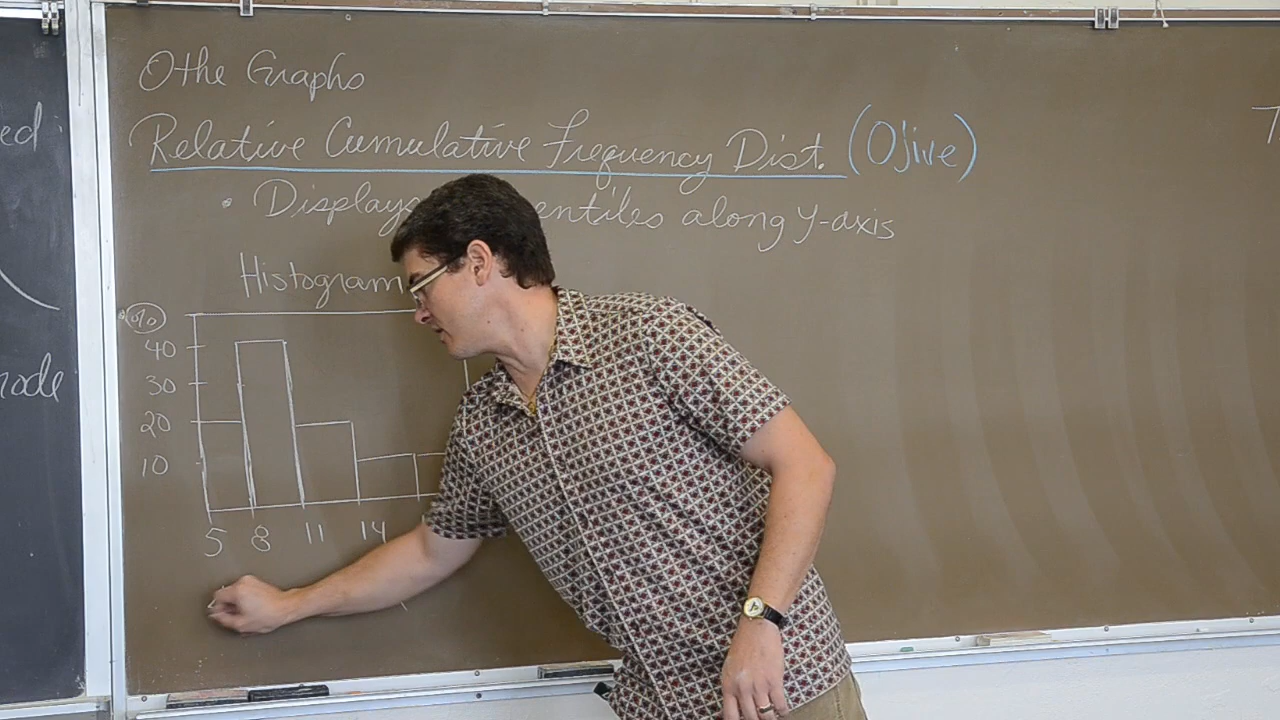 ed
node
Othe Graphs
Relative Cumulative Frequency Dist. (Ojive)
• Displays entiles along y-axis
Histogram
%
40
30
20
10
5 8 11 14
T